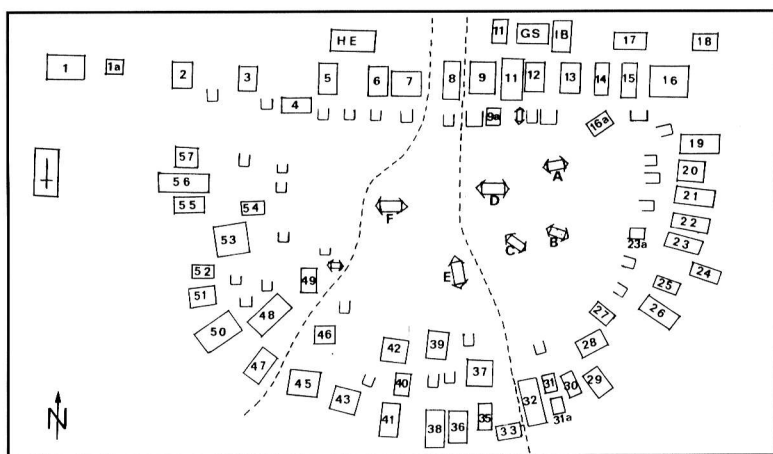 HE 11 GS IB 17 18
1 1a 2 3 5 6 7 8 9 11 12 13 14 15 16
4 9a 16a
19
57 A 20
56 D 21
55 54 F 22
53 C B 23a 23
52 49 E 24
51 25
50 48 27 26
46 42 39 28
47 37
45 40 31 30 29
43 32
41 38 36 35 33 31a
N